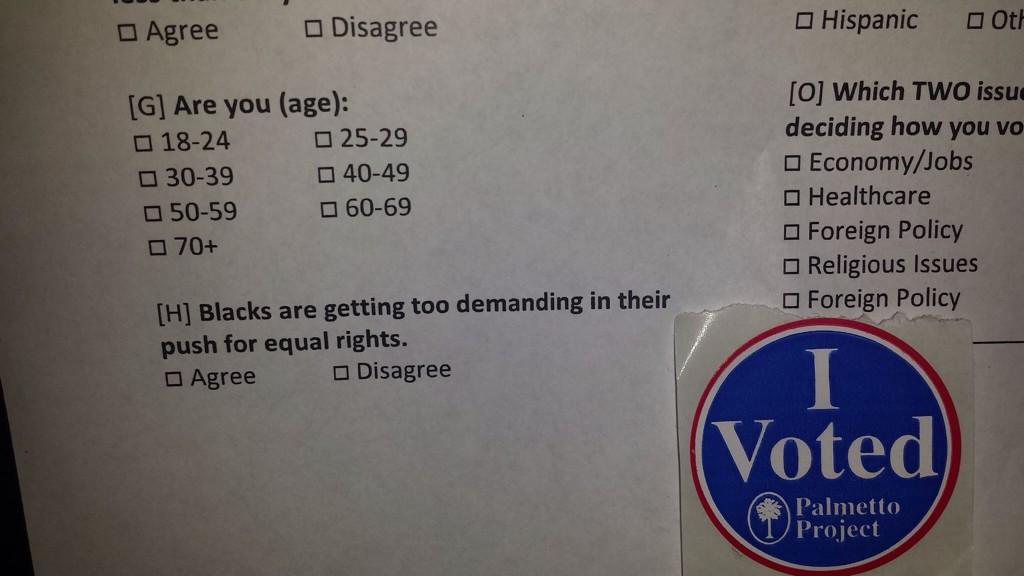 ☐ Agree ☐ Disagree
[G] Are you (age):
☐ 18-24 ☐ 25-29
☐ 30-39 ☐ 40-49
☐ 50-59 ☐ 60-69
☐ 70+
[H] Blacks are getting too demanding in their
push for equal rights.
☐ Agree ☐ Disagree
☐ Hispanic ☐ Oth
[O] Which TWO issue
deciding how you vo
☐ Economy/Jobs
☐ Healthcare
☐ Foreign Policy
☐ Religious Issues
☐ Foreign Policy
I
Voted
Palmetto
Project